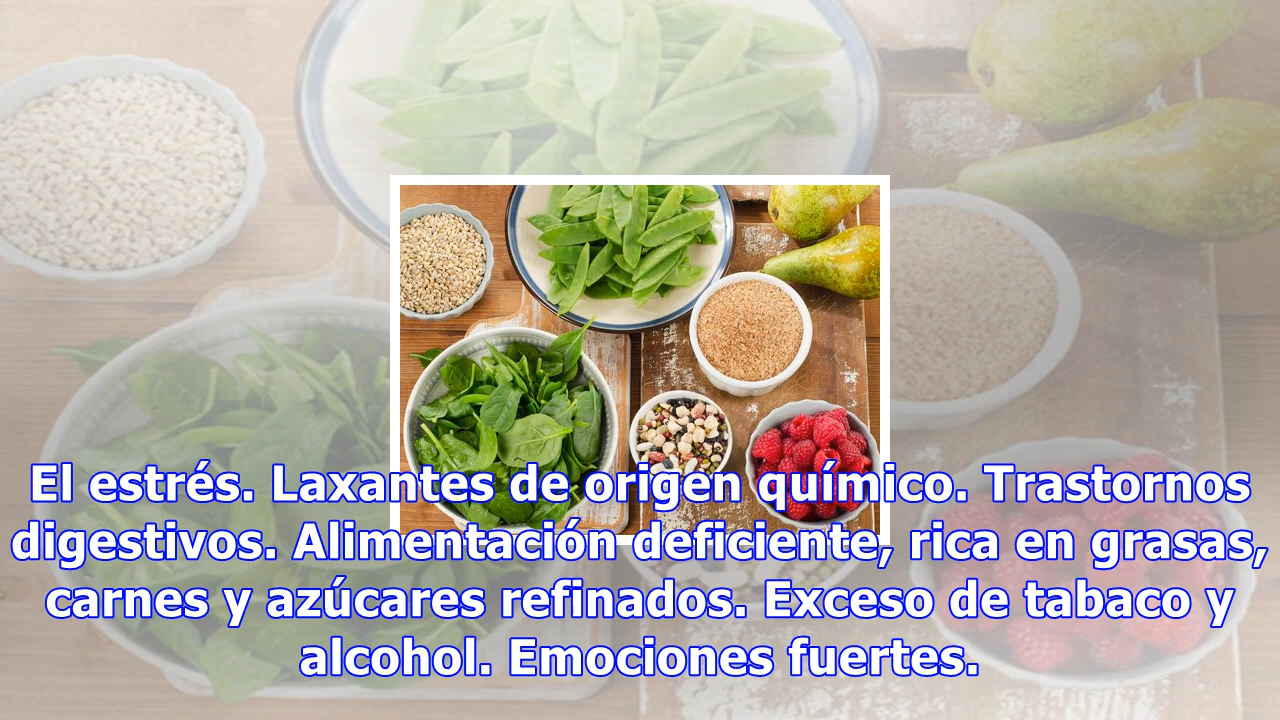 El estrés. Laxantes de origen químico. Trastornos
digestivos. Alimentación deficiente, rica en grasas,
carnes y azúcares refinados. Exceso de tabaco y
alcohol. Emociones fuertes.